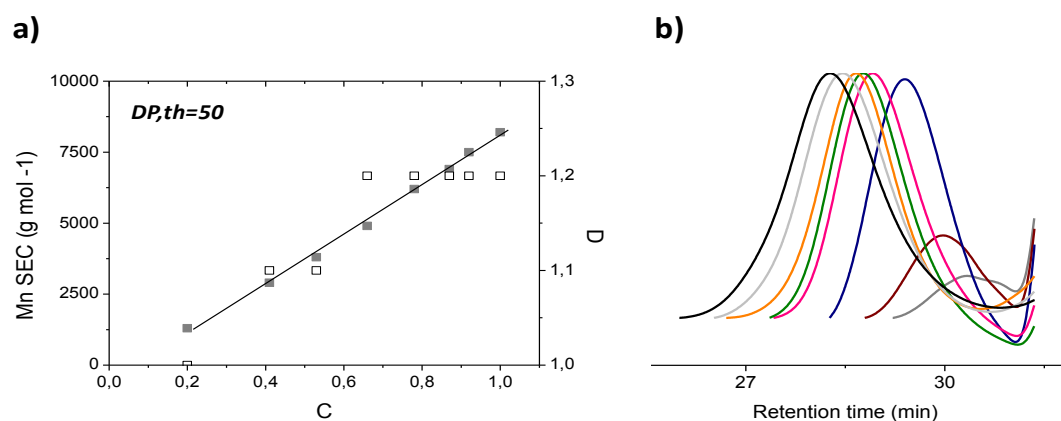 a)
b)
DP,th=50
10000
7500
5000
2500
0
Mn SEC (g mol -1)
1,3
1,2
1,1
1,0
D
0,0 0,2 0,4 0,6 0,8 1,0
C
27 30
Retention time (min)